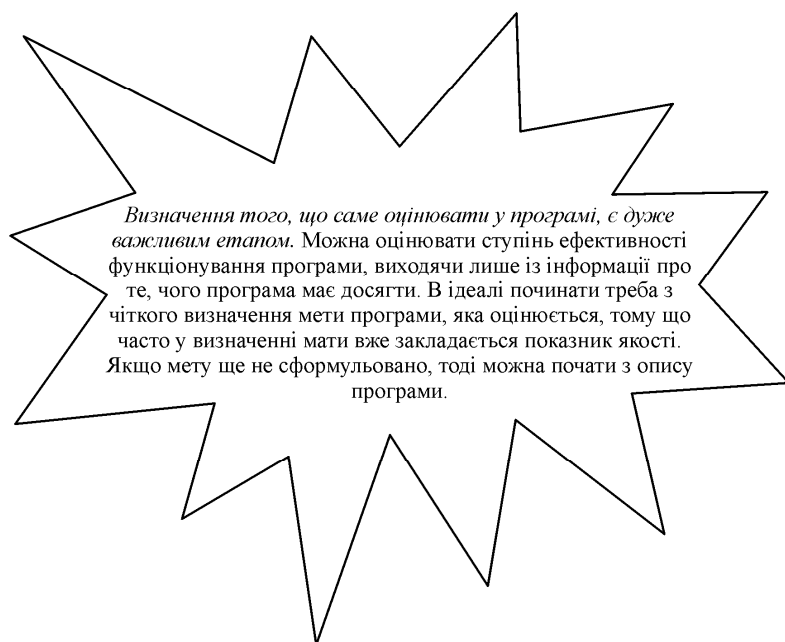 Визначення того, що саме оцінювати у програмі, є дуже
важливим етапом. Можна оцінювати ступінь ефективності
функціонування програми, виходячи лише із інформації про
те, чого програма має досягти. В ідеалі починати треба з
чіткого визначення мети програми, яка оцінюється, тому що
часто у визначенні мати вже закладається показник якості.
Якщо мету ще не сформульовано, тоді можна почати з опису
програми.